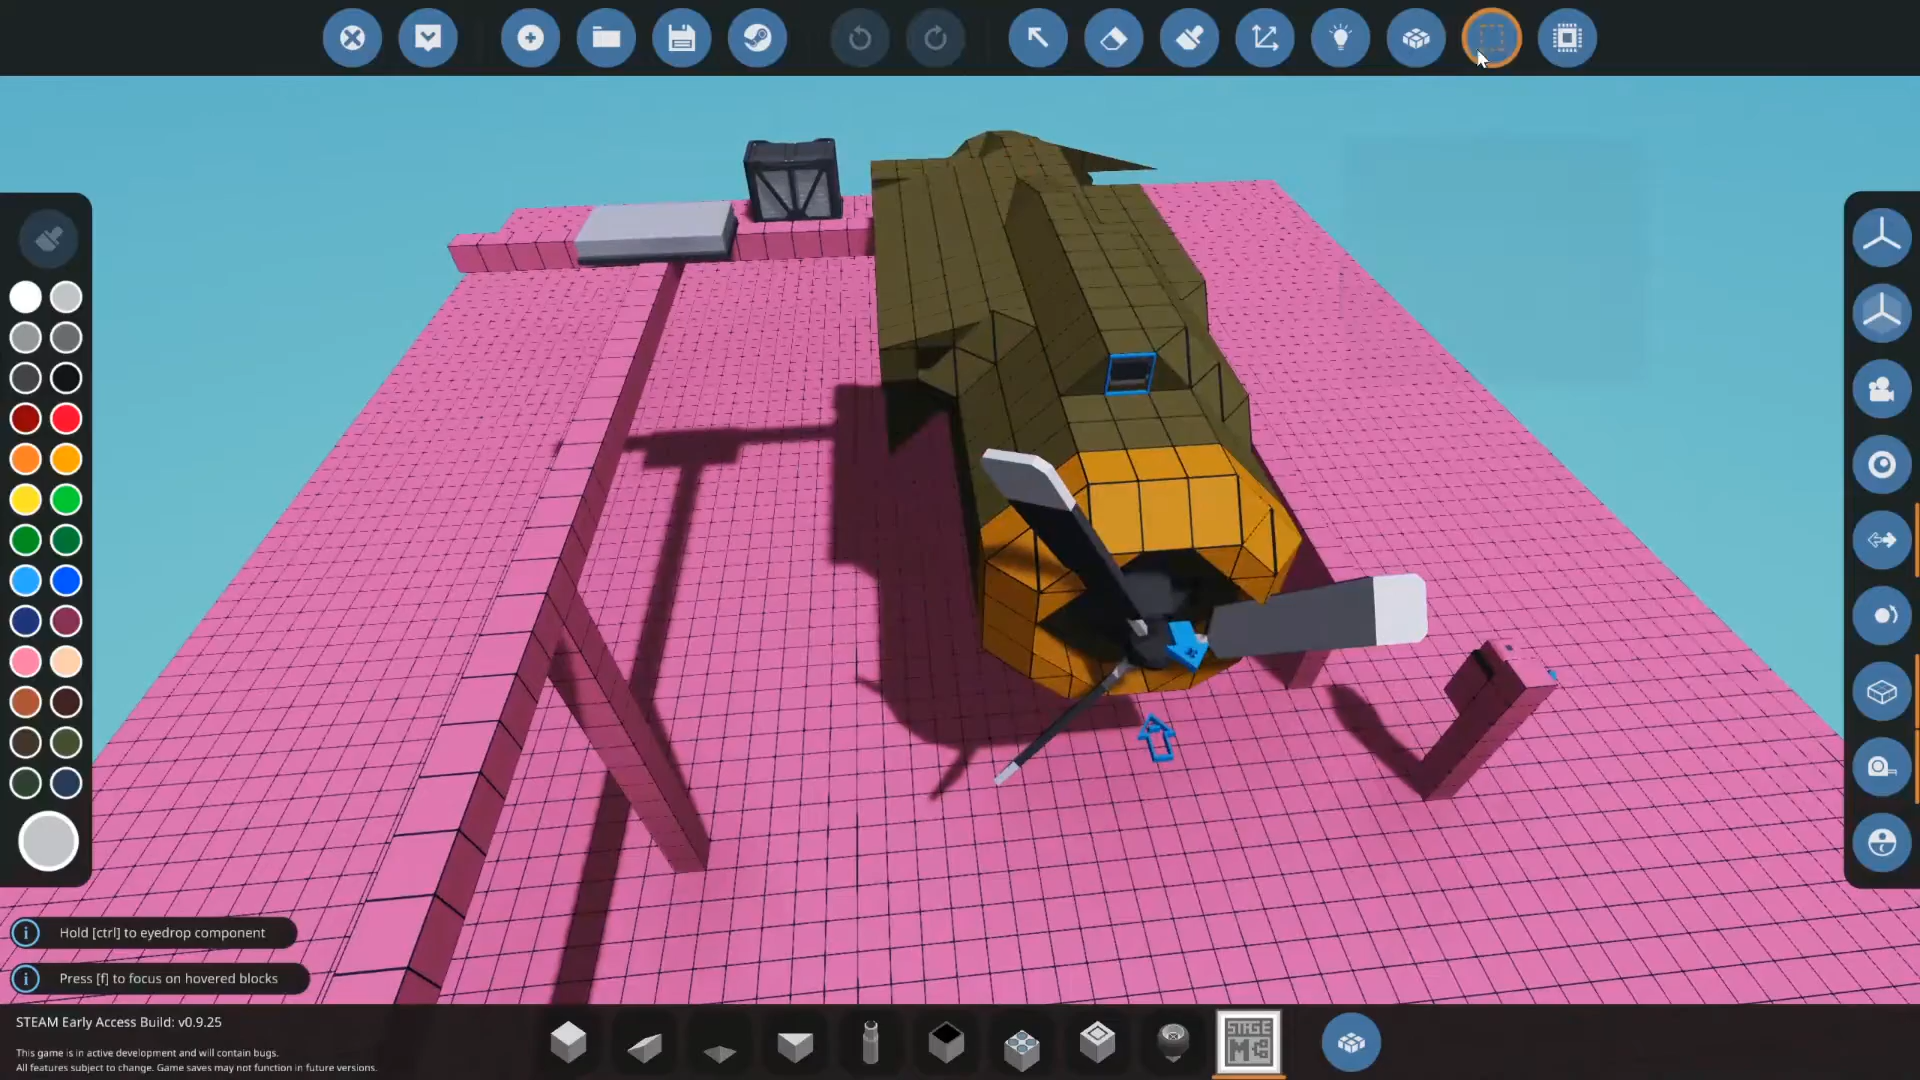 Hold [ctrl] to eyedrop component
Press [f] to focus on hovered blocks
STEAM Early Access Build: v0.9.25
This game is in active development and will contain bugs.
All features subject to change. Game saves may not function in future versions.
STAGE
M